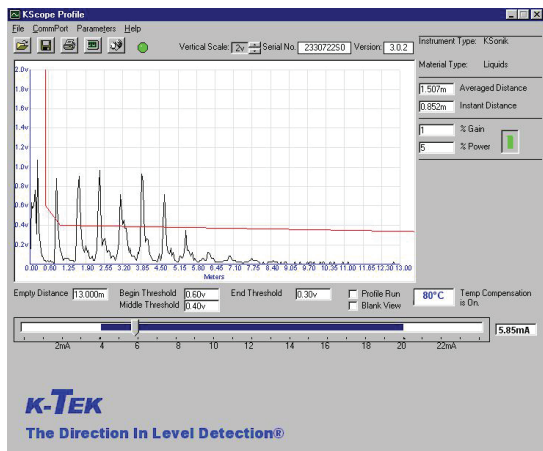 KScope Profile
File CommPort Parameters Help
Vertical Scale: 2v Serial No. 2330722S0 Version: 3.0.2
Instrument Type: KSonik
Material Type: Liquids
1.507m Averaged Distance
0.852m Instant Distance
1 % Gain
5 % Power
2.0v
1.8v
1.6v
1.4v
1.2v
1.0v
0.8v
0.6v
0.4v
0.2v
0.00 0.60 1.25 1.90 2.55 3.20 3.85 4.50 5.15 5.80 6.45 7.10 7.75 8.40 9.05 9.70 10.35 11.00 11.65 12.30 13.00
Meters
Empty Distance 13.000m Begin Threshold 0.60v End Threshold 0.30v Profile Run 80°C Temp Compensation is On.
Middle Threshold 0.40v Blank View
5.85mA
2mA 4 6 8 10 12 14 16 18 20 22mA
K-TEK
The Direction In Level Detection®